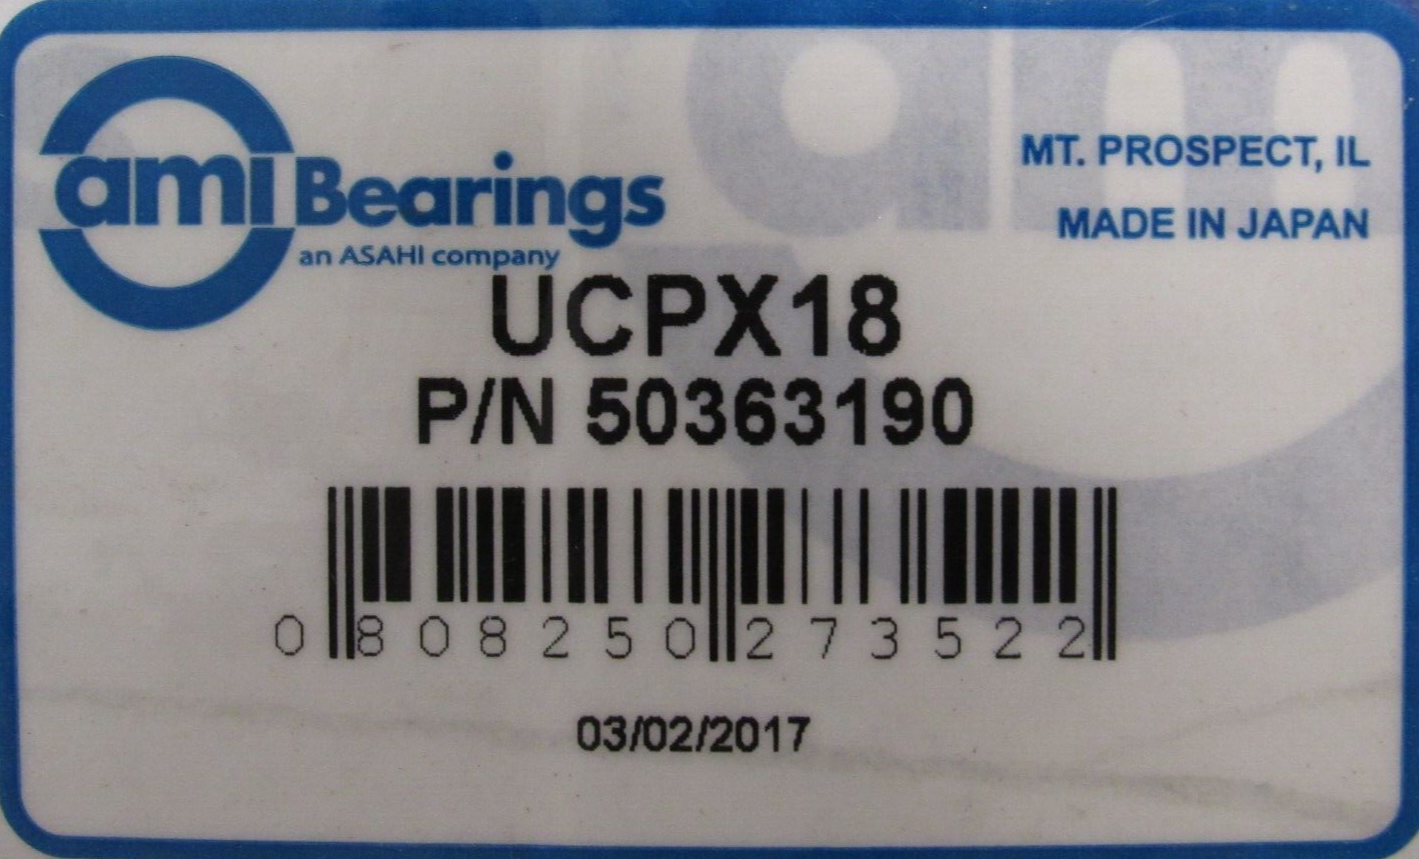 ami Bearings
an ASAHI company
MT. PROSPECT, IL
MADE IN JAPAN
UCPX18
P/N 50363190
0 808250 273522
03/02/2017